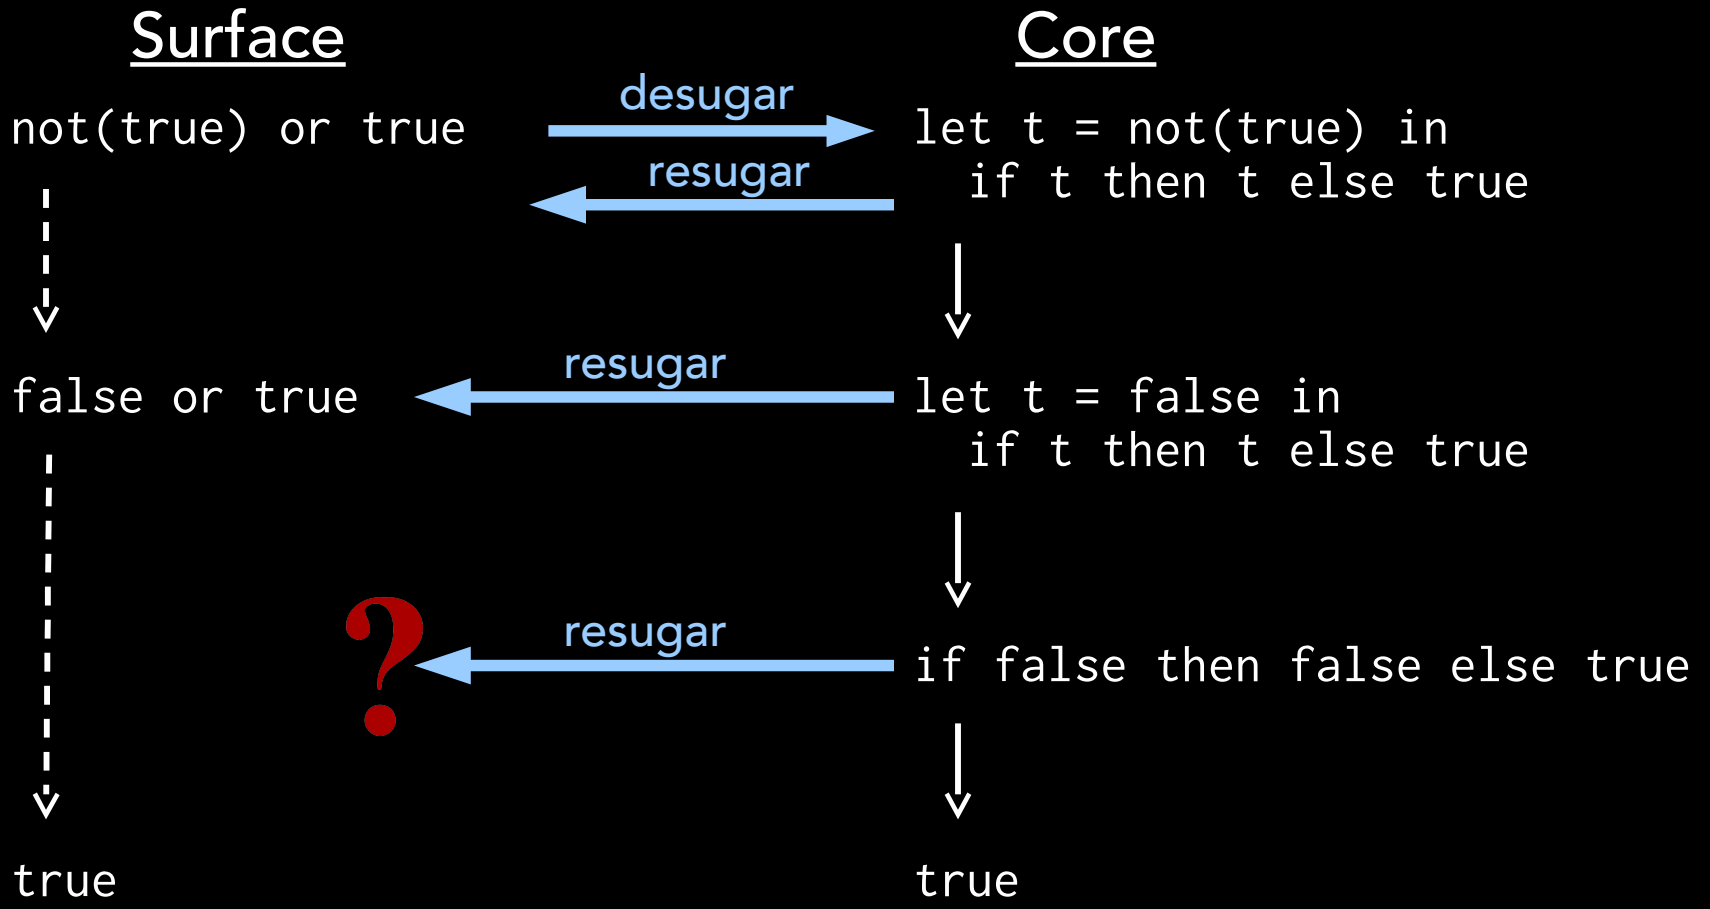 Surface
Core
not(true) or true
desugar
resugar
let t = not(true) in
if t then t else true
false or true
resugar
let t = false in
if t then t else true
?
resugar
if false then false else true
true
true